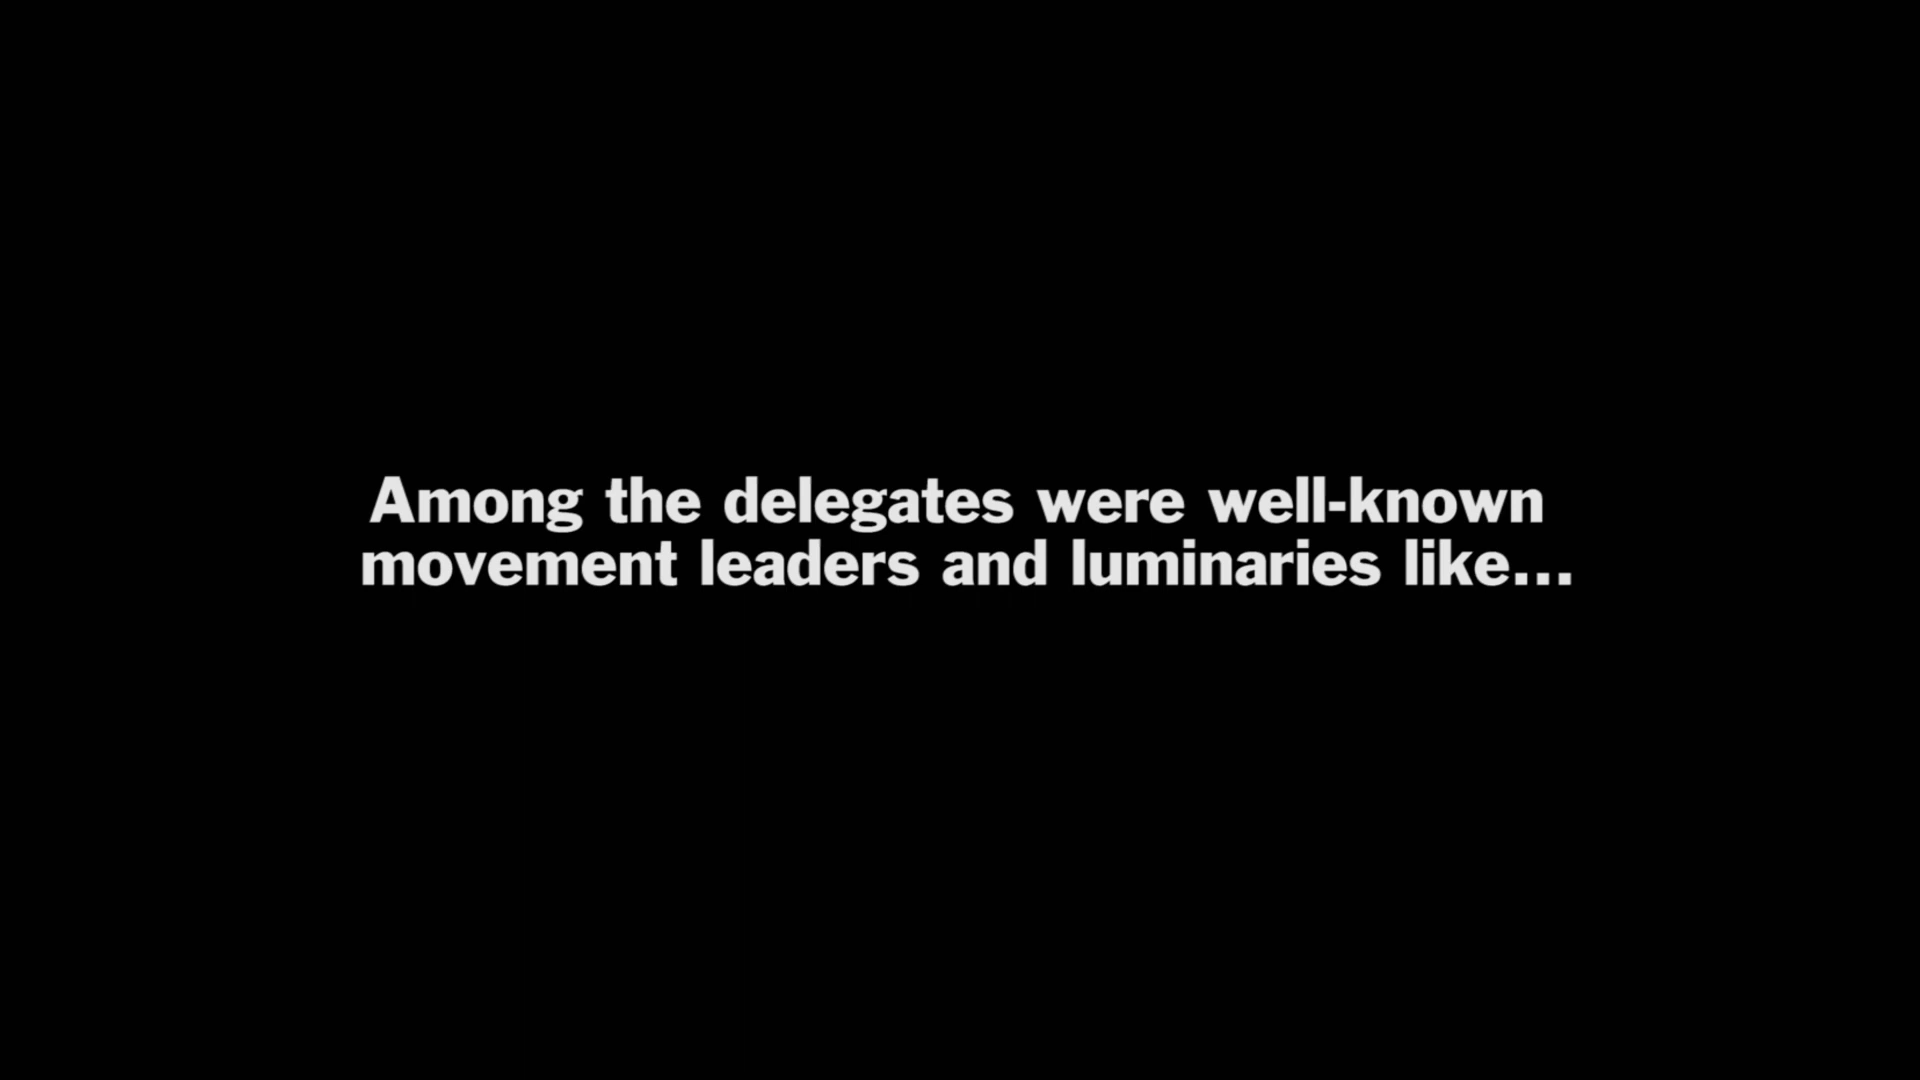 Among the delegates were well-known
movement leaders and luminaries like...